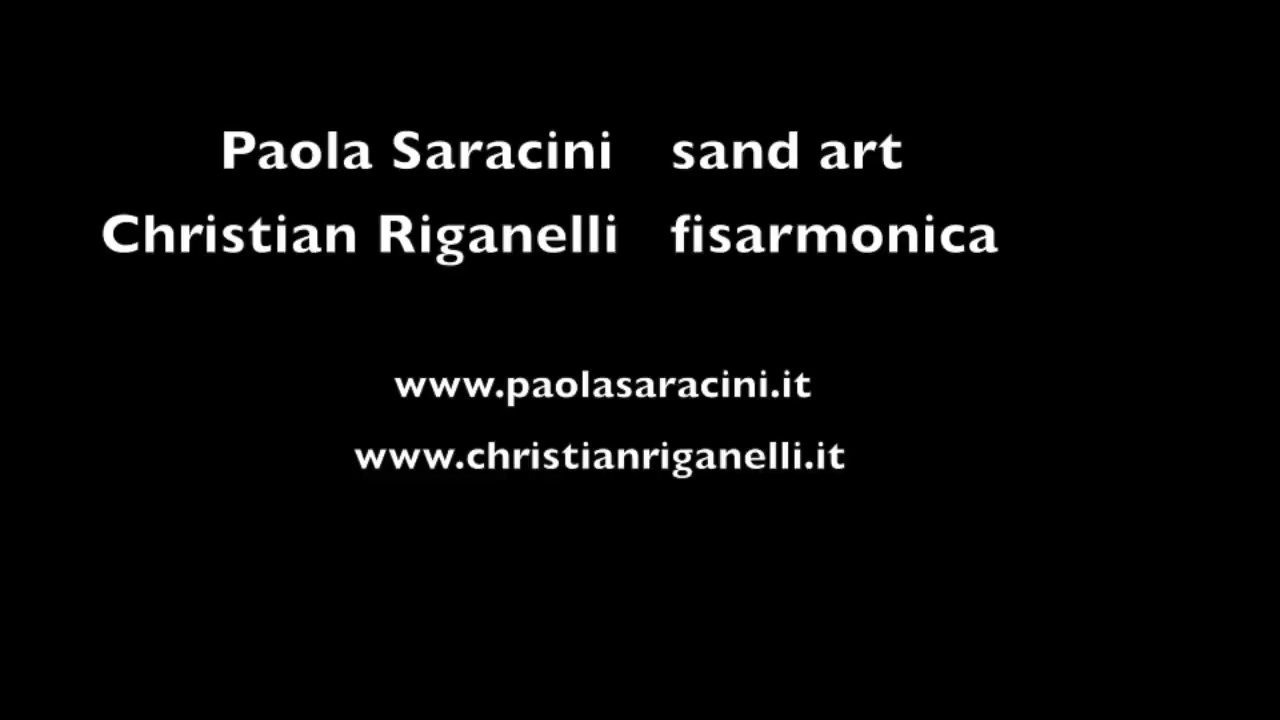 Paola Saracini sand art
Christian Riganelli fisarmonica
www.paolasaracini.it
www.christianriganelli.it